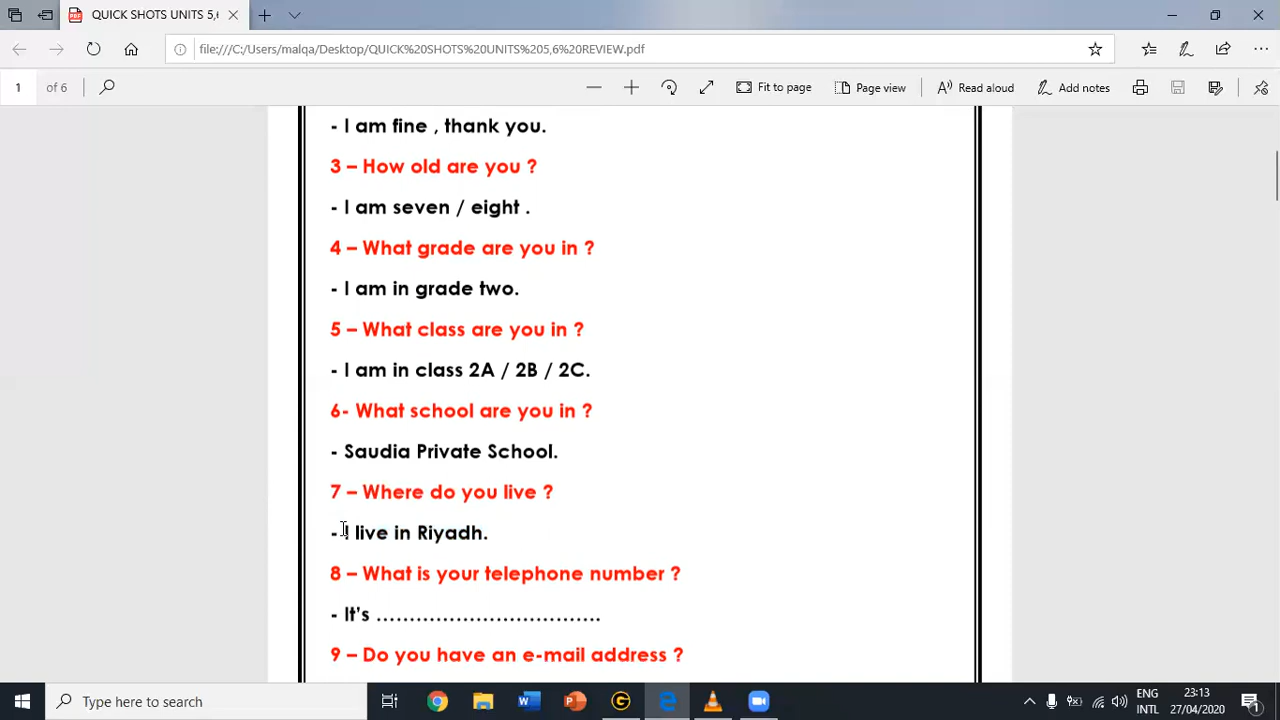 QUICK SHOTS UNITS 5,6
file:///C:/Users/malqa/Desktop/QUICK%20SHOTS%20UNITS%205,6%20REVIEW.pdf
1 of 6 Fit to page Page view Read aloud Add notes
- I am fine , thank you.
3 – How old are you ?
- I am seven / eight .
4 – What grade are you in ?
- I am in grade two.
5 – What class are you in ?
- I am in class 2A / 2B / 2C.
6- What school are you in ?
- Saudia Private School.
7 – Where do you live ?
- I live in Riyadh.
8 – What is your telephone number ?
- It's ……………………………..
9 – Do you have an e-mail address ?
Type here to search
ENG
INTL
23:13
27/04/2020